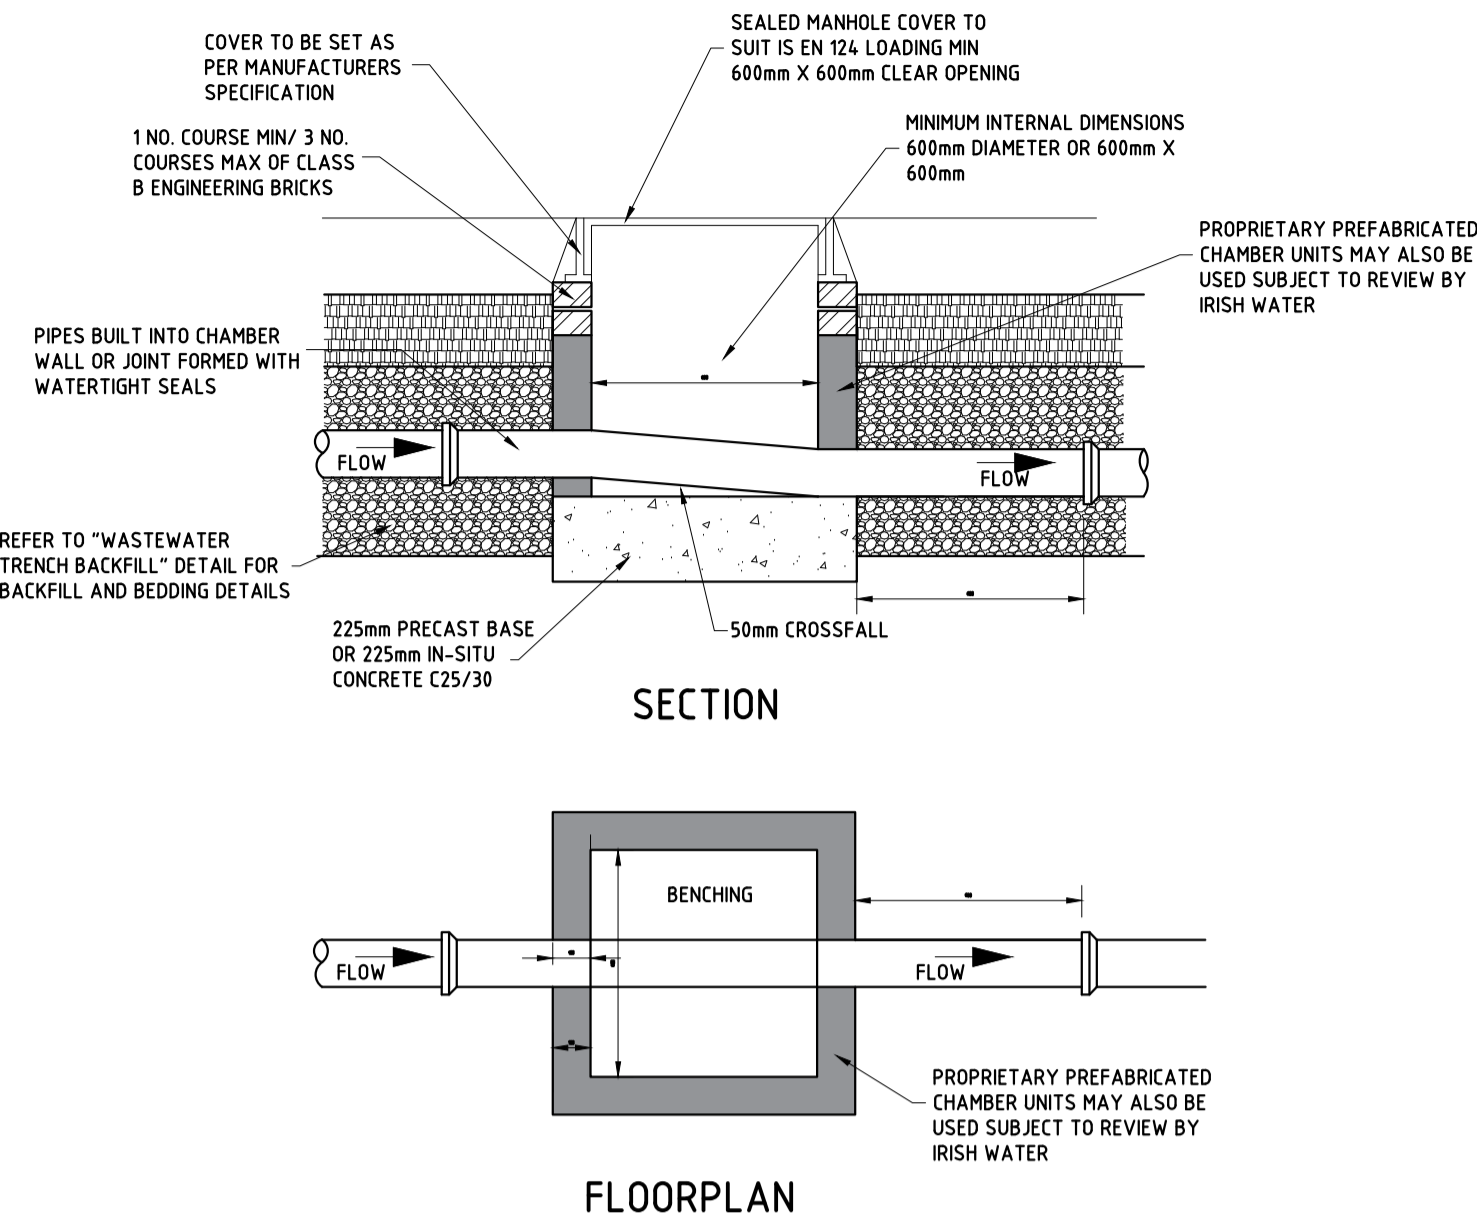 SEALED MANHOLE COVER TO
SUIT IS EN 124 LOADING MIN
600mm X 600mm CLEAR OPENING
COVER TO BE SET AS
PER MANUFACTURERS
SPECIFICATION
1 NO. COURSE MIN/ 3 NO.
COURSES MAX OF CLASS
B ENGINEERING BRICKS
MINIMUM INTERNAL DIMENSIONS
600mm DIAMETER OR 600mm X
600mm
PROPRIETARY PREFABRICATED
CHAMBER UNITS MAY ALSO BE
USED SUBJECT TO REVIEW BY
IRISH WATER
PIPES BUILT INTO CHAMBER
WALL OR JOINT FORMED WITH
WATERTIGHT SEALS
FLOW
FLOW
REFER TO "WASTEWATER
TRENCH BACKFILL" DETAIL FOR
BACKFILL AND BEDDING DETAILS
225mm PRECAST BASE
OR 225mm IN-SITU
CONCRETE C25/30
50mm CROSSFALL
SECTION
BENCHING
FLOW
FLOW
PROPRIETARY PREFABRICATED
CHAMBER UNITS MAY ALSO BE
USED SUBJECT TO REVIEW BY
IRISH WATER
FLOORPLAN